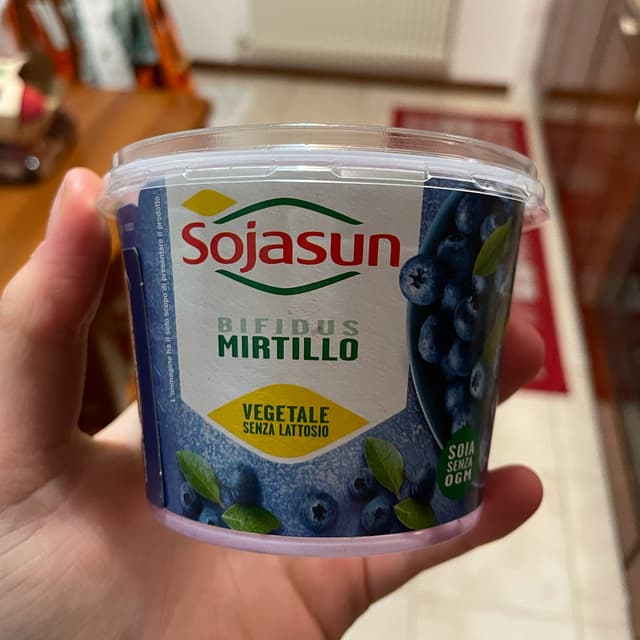 Sojasun
BIFIDUS
MIRTILLO
VEGETALE
SENZA LATTOSIO
SOIA
SENZA
OGM
L'immagine ha il solo scopo di presentare il prodotto.